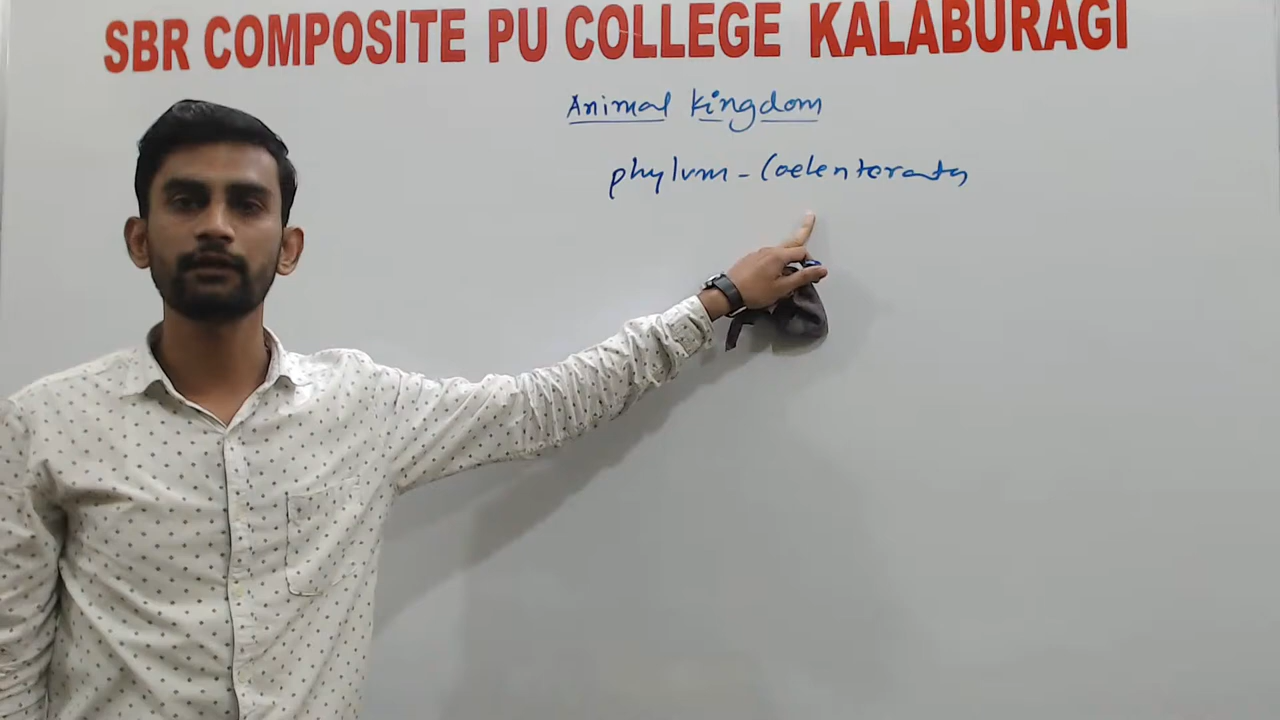 SBR COMPOSITE PU COLLEGE KALABURAGI
Animal kingdom
phylum - Coelenterata